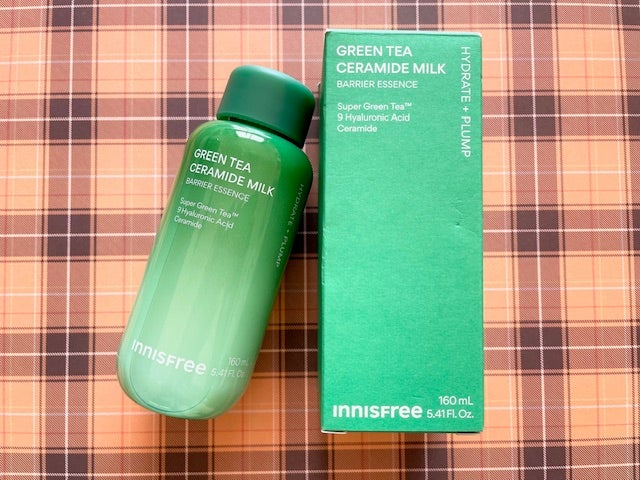 GREEN TEA
CERAMIDE MILK
BARRIER ESSENCE
Super Green Tea™
9 Hyaluronic Acid
Ceramide
HYDRATE + PLUMP
innisfree
160 mL
5.41 Fl. Oz.
GREEN TEA
CERAMIDE MILK
BARRIER ESSENCE
Super Green Tea™
9 Hyaluronic Acid
Ceramide
HYDRATE + PLUMP
160 mL
innisfree 5.41 Fl. Oz.